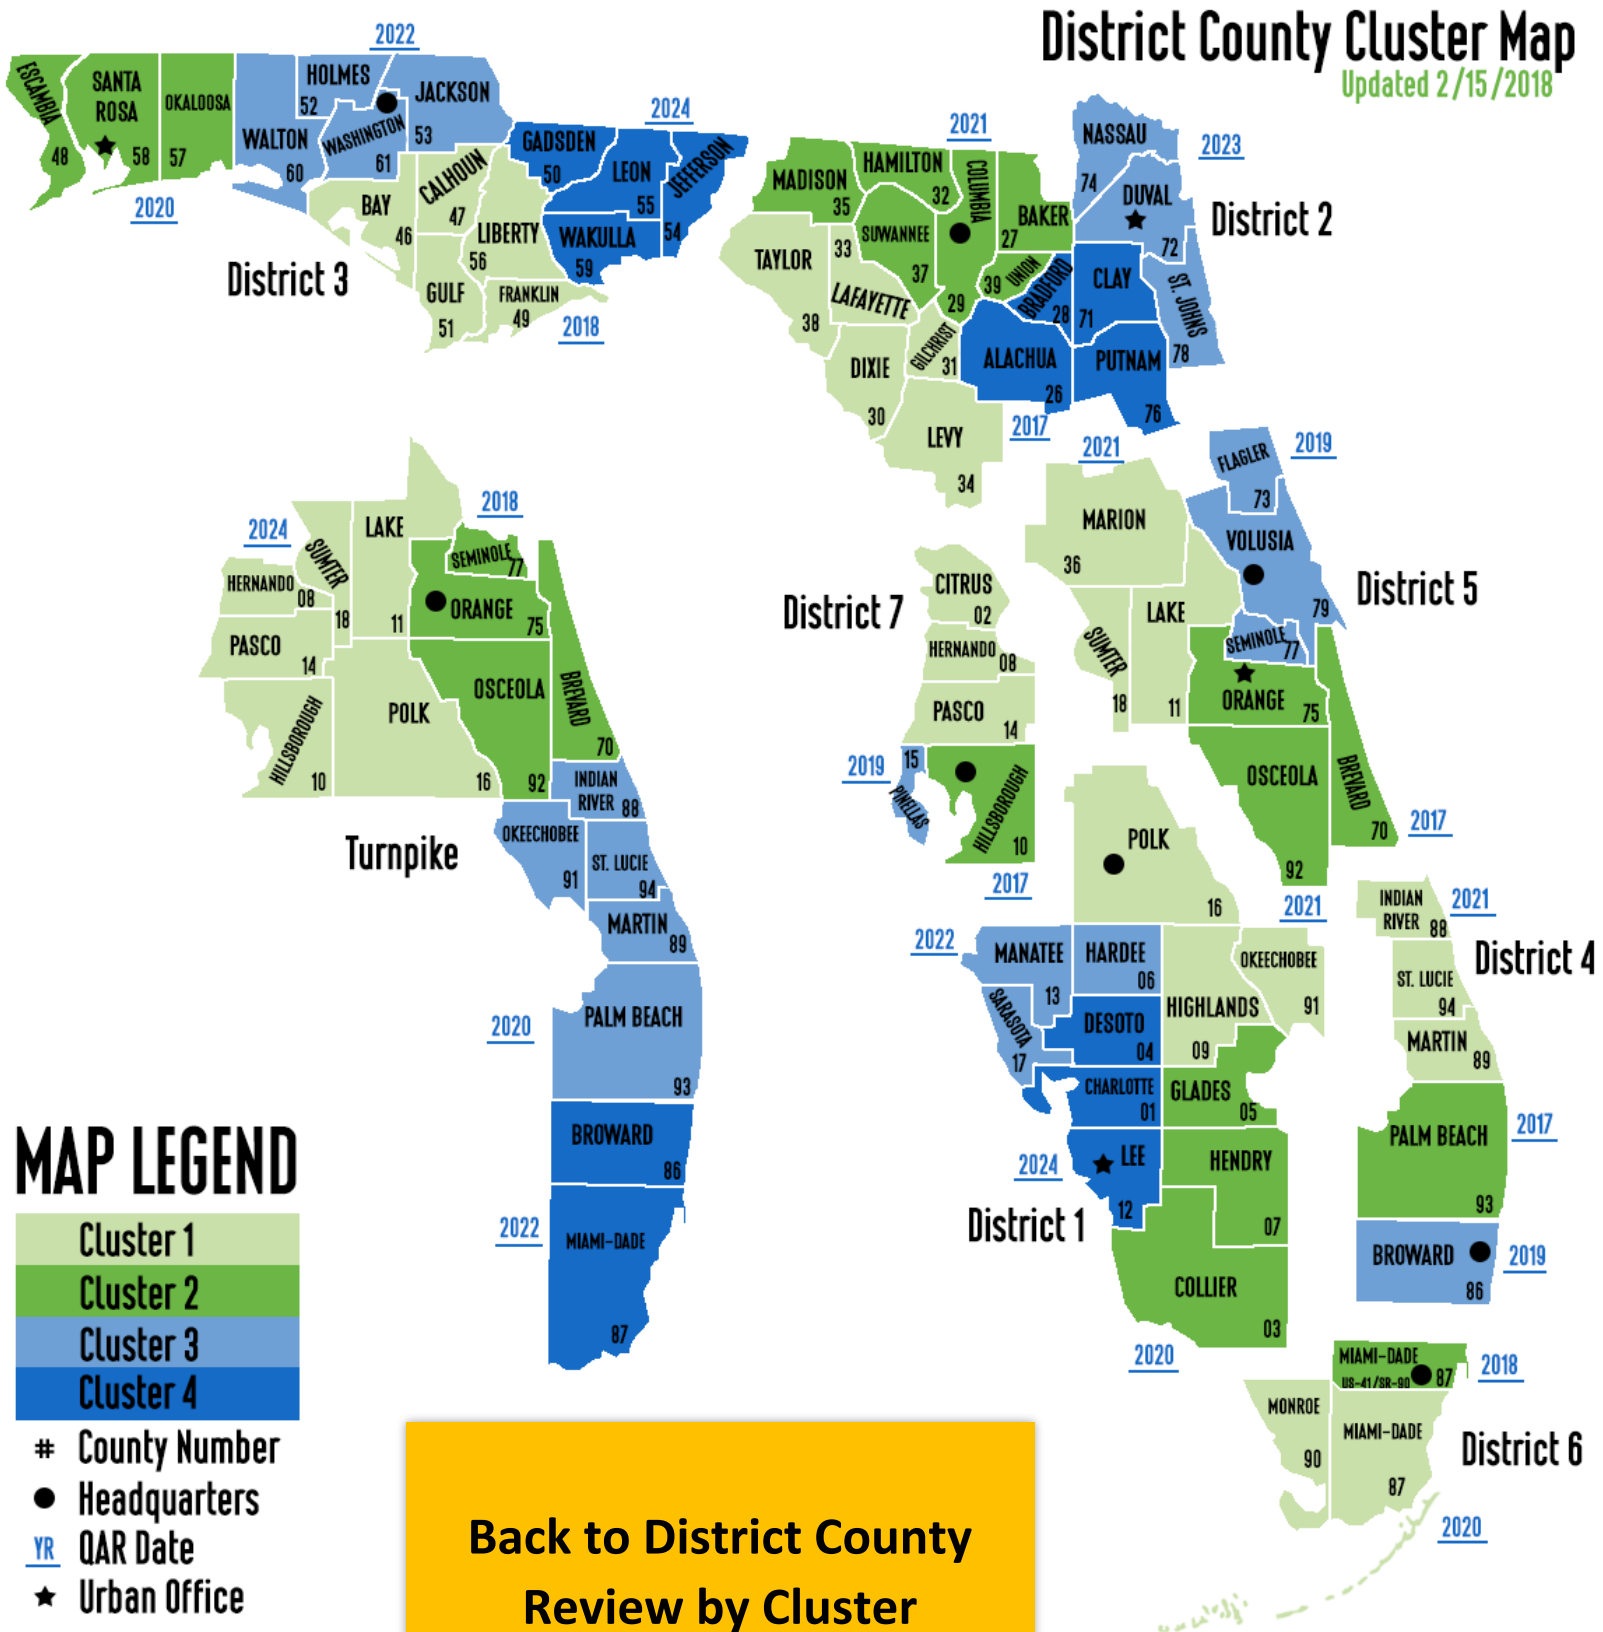 District County Cluster Map
Updated 2/15/2018
2022
ESCAMBIA
48
SANTA
ROSA
58
OKALOOSA
57
2020
WALTON
60
HOLMES
52
WASHINGTON
61
JACKSON
53
BAY
46
CALHOUN
47
LIBERTY
56
GULF
51
FRANKLIN
49
2018
GADSDEN
50
LEON
55
JEFFERSON
54
WAKULLA
59
2024
District 3
2021
MADISON
35
HAMILTON
32
COLUMBIA
29
BAKER
27
SUWANNEE
37
UNION
39
TAYLOR
38
33
LAFAYETTE
DIXIE
30
GILCHRIST
31
LEVY
34
BRADFORD
28
CLAY
71
ALACHUA
26
PUTNAM
76
2017
NASSAU
74
DUVAL
72
ST. JOHNS
78
2023
District 2
2024
2018
SUMTER
18
LAKE
11
HERNANDO
08
PASCO
14
HILLSBOROUGH
10
POLK
16
SEMINOLE
77
ORANGE
75
OSCEOLA
92
BREVARD
70
INDIAN
RIVER 88
OKEECHOBEE
91
ST. LUCIE
94
MARTIN
89
PALM BEACH
93
2020
BROWARD
86
2022
MIAMI-DADE
87
Turnpike
2021
MARION
36
SUMTER
18
LAKE
11
FLAGLER
73
2019
VOLUSIA
79
SEMINOLE
77
ORANGE
75
OSCEOLA
92
BREVARD
70
2017
District 5
District 7
CITRUS
02
HERNANDO
08
PASCO
14
2019
15
PINELLAS
HILLSBOROUGH
10
2017
POLK
16
2021
2022
MANATEE
13
HARDEE
06
SARASOTA
17
DESOTO
04
HIGHLANDS
09
OKEECHOBEE
91
CHARLOTTE
01
GLADES
05
2024
LEE
12
HENDRY
07
COLLIER
03
2020
District 1
INDIAN
RIVER 88
2021
District 4
ST. LUCIE
94
MARTIN
89
PALM BEACH
93
2017
BROWARD
86
2019
MIAMI-DADE
US-41/SR-90
87
2018
MONROE
90
MIAMI-DADE
87
2020
District 6
MAP LEGEND
Cluster 1
Cluster 2
Cluster 3
Cluster 4
# County Number
Headquarters
YR QAR Date
Urban Office
Back to District County
Review by Cluster